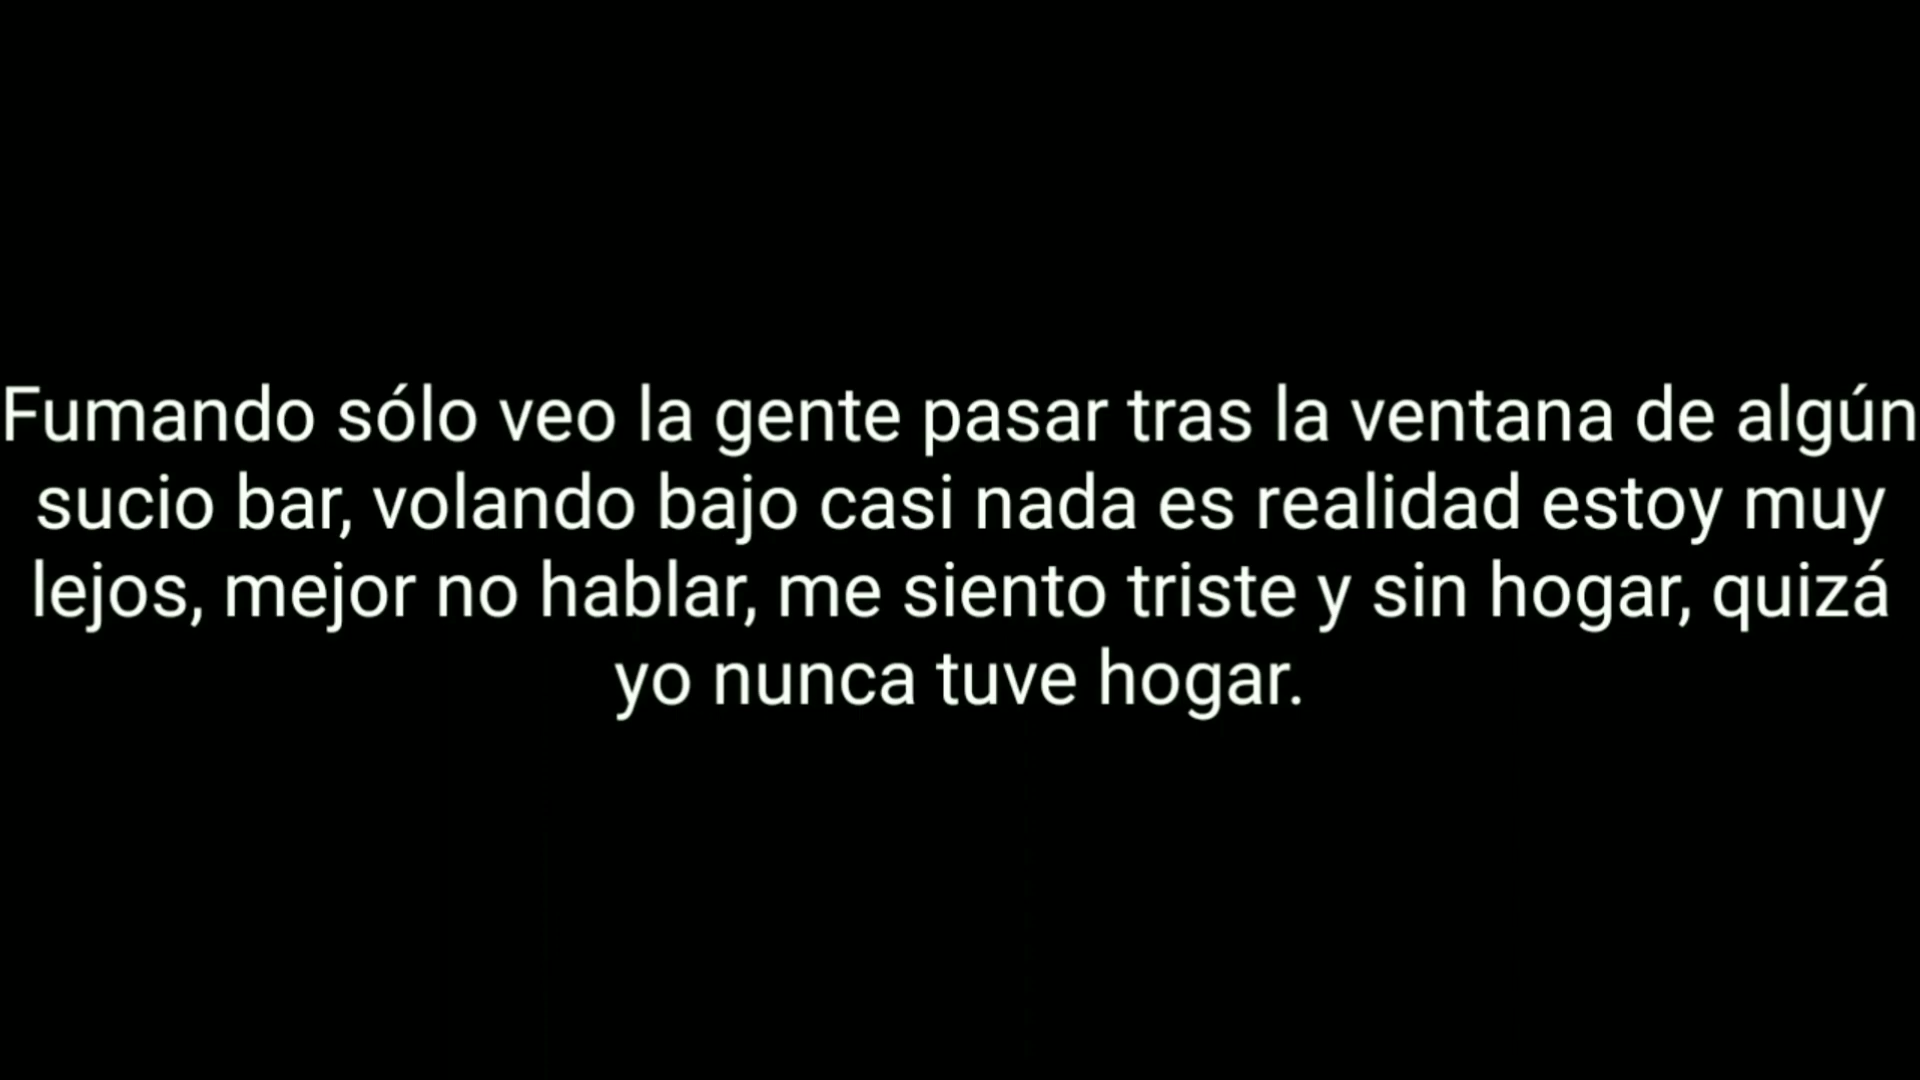 Fumando sólo veo la gente pasar tras la ventana de algún
sucio bar, volando bajo casi nada es realidad estoy muy
lejos, mejor no hablar, me siento triste y sin hogar, quizá
yo nunca tuve hogar.